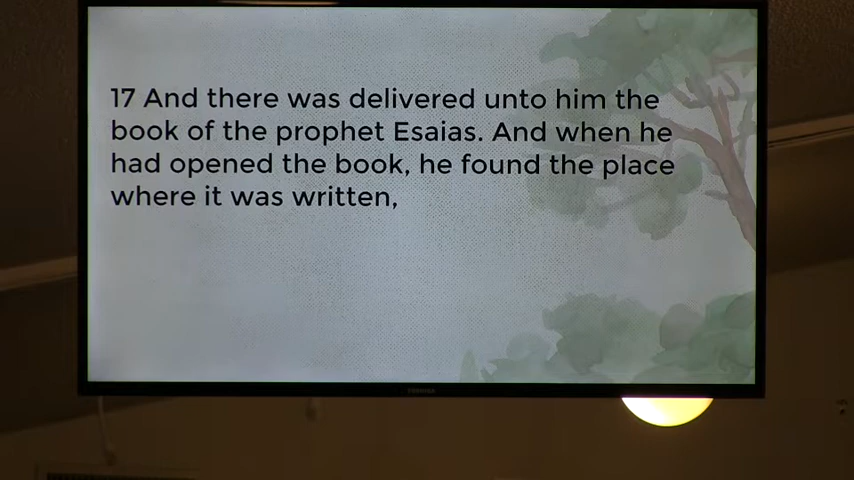 17 And there was delivered unto him the
book of the prophet Esaias. And when he
had opened the book, he found the place
where it was written,
TOSHIBA